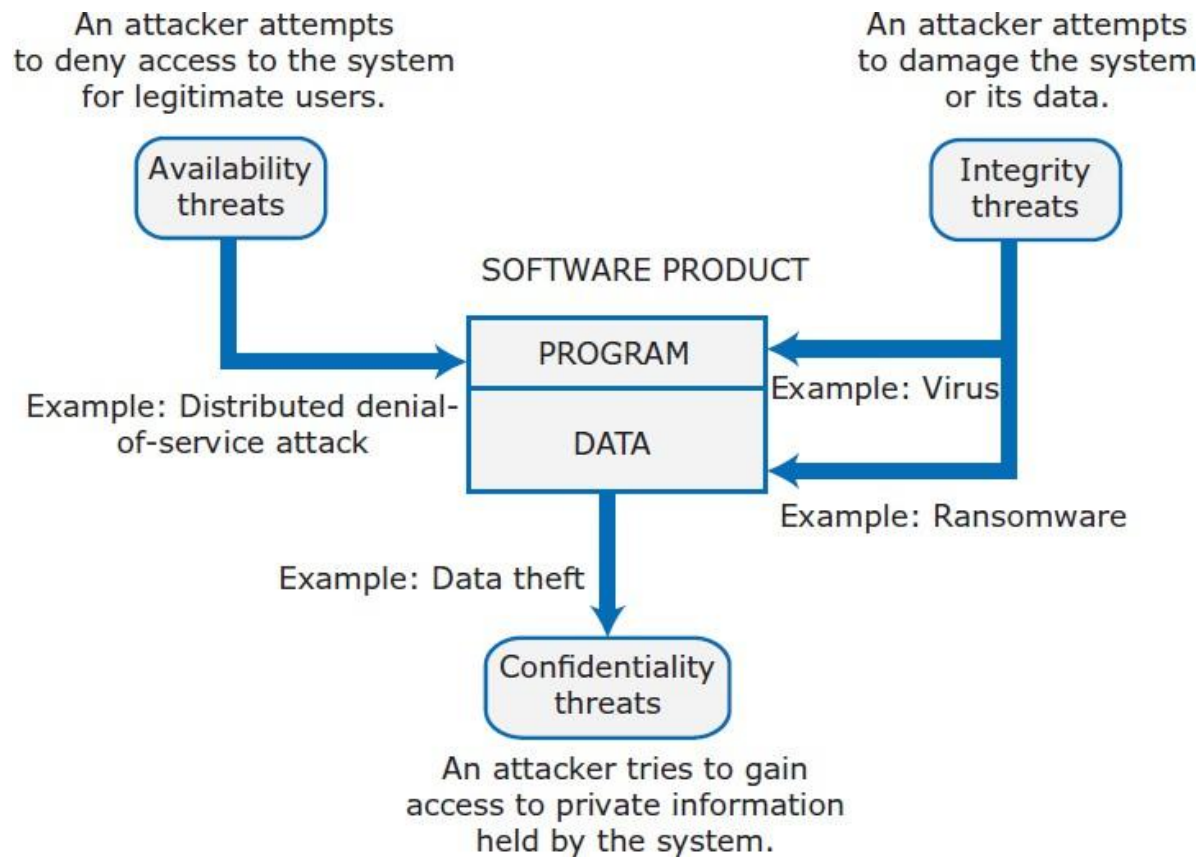 An attacker attempts
to deny access to the system
for legitimate users.
An attacker attempts
to damage the system
or its data.
Availability
threats
Integrity
threats
SOFTWARE PRODUCT
PROGRAM
Example: Virus
Example: Distributed denial-
of-service attack
DATA
Example: Ransomware
Example: Data theft
Confidentiality
threats
An attacker tries to gain
access to private information
held by the system.